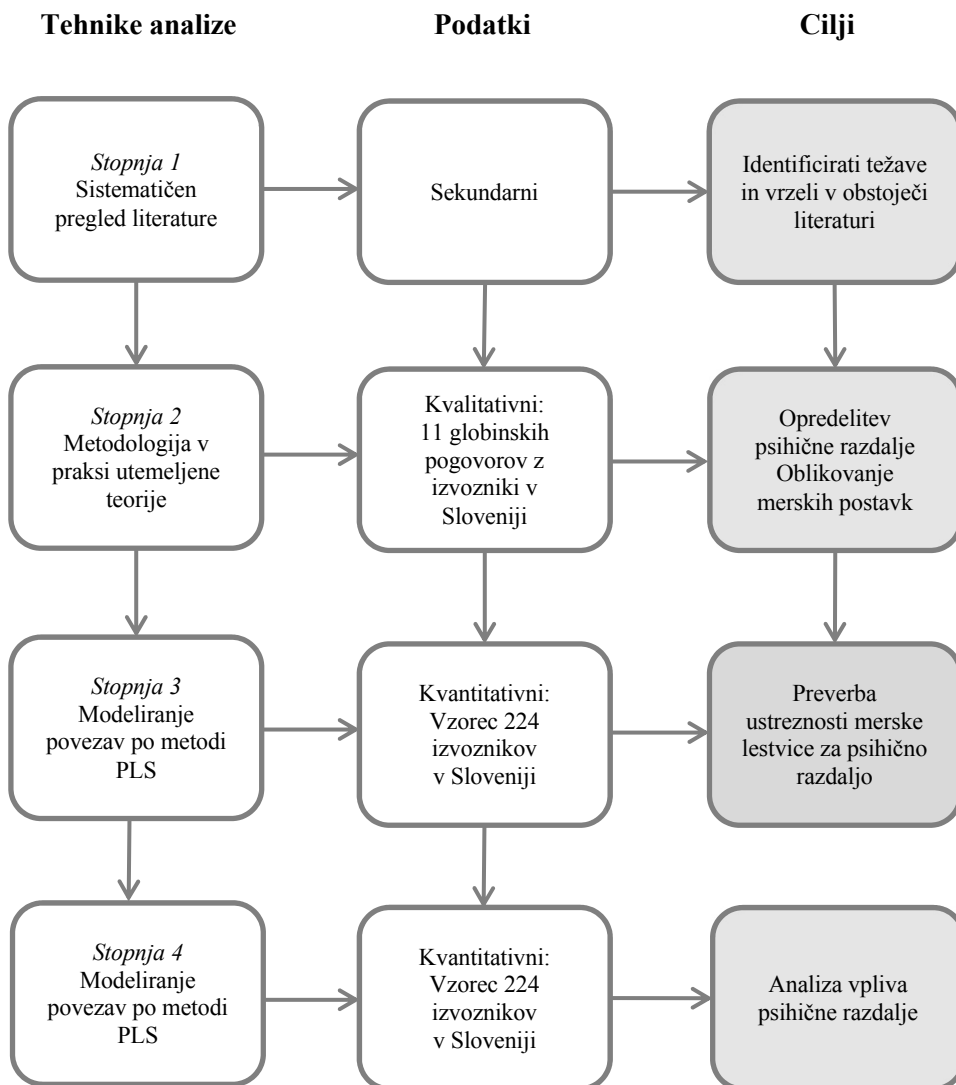 Tehnike analize
Podatki
Cilji
Stopnja 1
Sistematičen
pregled literature
Sekundarni
Identificirati težave
in vrzeli v obstoječi
literaturi
Stopnja 2
Metodologija v
praksi utemeljene
teorije
Kvalitativni:
11 globinskih
pogovorov z
izvozniki v
Sloveniji
Opredelitev
psihične razdalje
Oblikovanje
merskih postavk
Stopnja 3
Modeliranje
povezav po metodi
PLS
Kvantitativni:
Vzorec 224
izvoznikov
v Sloveniji
Preverba
ustreznosti merske
lestvice za psihično
razdaljo
Stopnja 4
Modeliranje
povezav po metodi
PLS
Kvantitativni:
Vzorec 224
izvoznikov
v Sloveniji
Analiza vpliva
psihične razdalje